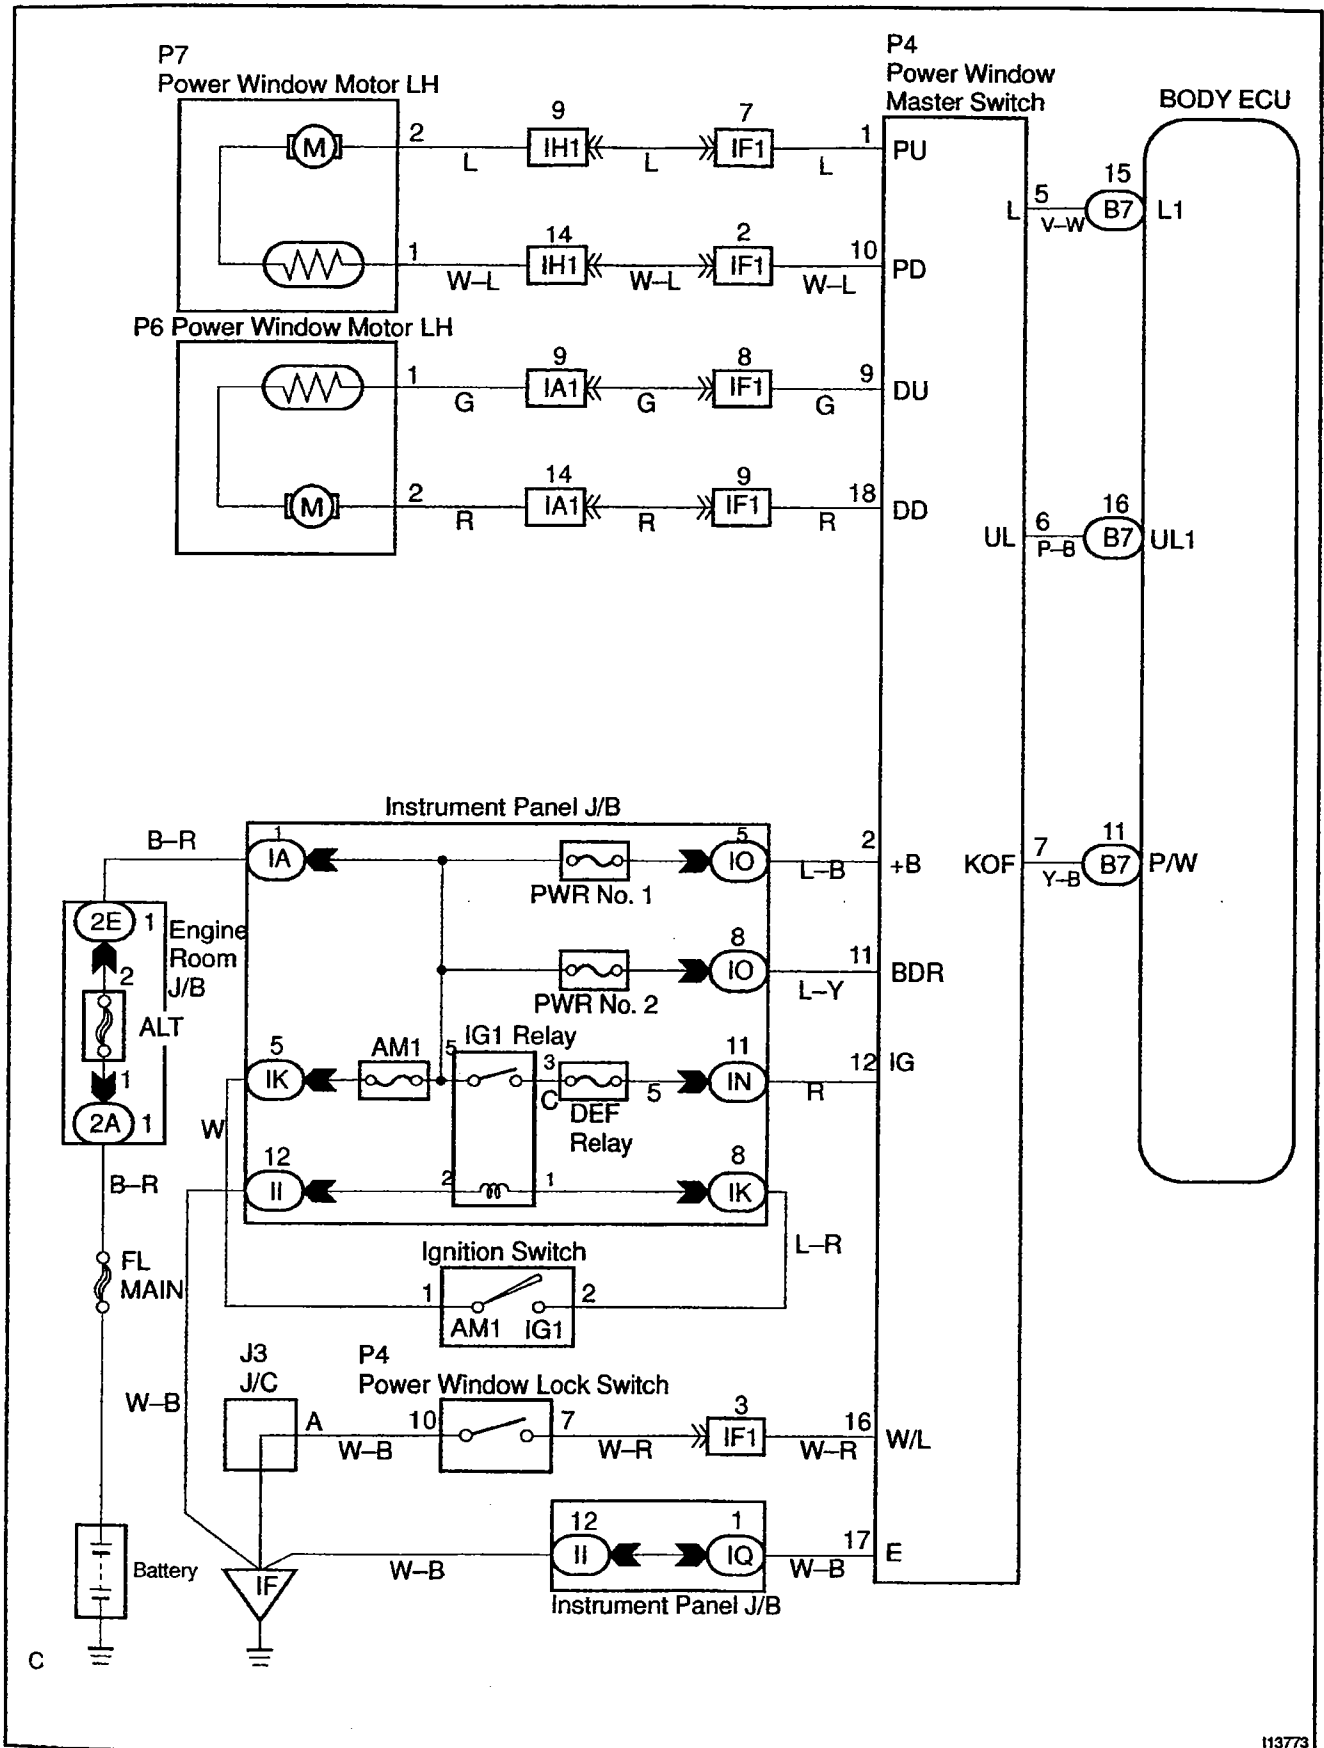 P7
Power Window Motor LH
P4
Power Window
Master Switch
BODY ECU
M
2
L
9
IH1
L
7
IF1
L
1
PU
L
5
V–W
15
B7
L1
1
W–L
14
IH1
W–L
2
IF1
W–L
10
PD
P6 Power Window Motor LH
1
G
9
IA1
G
8
IF1
G
9
DU
M
2
R
14
IA1
R
9
IF1
R
18
DD
UL
6
P–B
16
B7
UL1
Instrument Panel J/B
B–R
1
IA
PWR No. 1
5
IO
L–B
2
+B
KOF
7
Y–B
11
B7
P/W
2E
1
Engine
Room
J/B
2
ALT
1
2A
1
PWR No. 2
8
IO
L–Y
11
BDR
IG1 Relay
5
IK
AM1
5
3
C
DEF
Relay
5
11
IN
R
12
IG
W
12
II
2
1
8
IK
B–R
L–R
FL
MAIN
Ignition Switch
1
AM1
IG1
2
J3
J/C
P4
Power Window Lock Switch
W–B
A
W–B
10
7
W–R
3
IF1
W–R
16
W/L
12
II
1
IQ
W–B
17
E
W–B
Instrument Panel J/B
Battery
IF
C
I13773